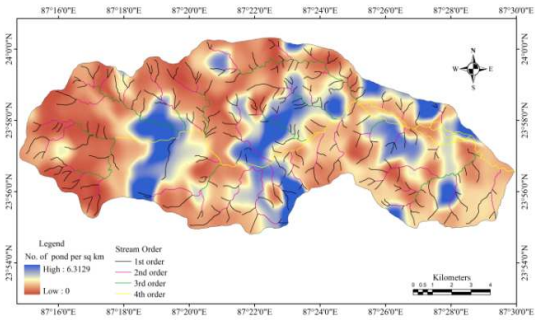 87°16'0"E 87°18'0"E 87°20'0"E 87°22'0"E 87°24'0"E 87°26'0"E 87°28'0"E 87°30'0"E
24°0'0"N 24°0'0"N
N
W E
S
23°58'0"N 23°58'0"N
23°56'0"N 23°56'0"N
23°54'0"N 23°54'0"N
Legend
No. of pond per sq km
High : 6.3129
Low : 0
Stream Order
1st order
2nd order
3rd order
4th order
Kilometers
0 0.5 1 2 3 4
87°16'0"E 87°18'0"E 87°20'0"E 87°22'0"E 87°24'0"E 87°26'0"E 87°28'0"E 87°30'0"E